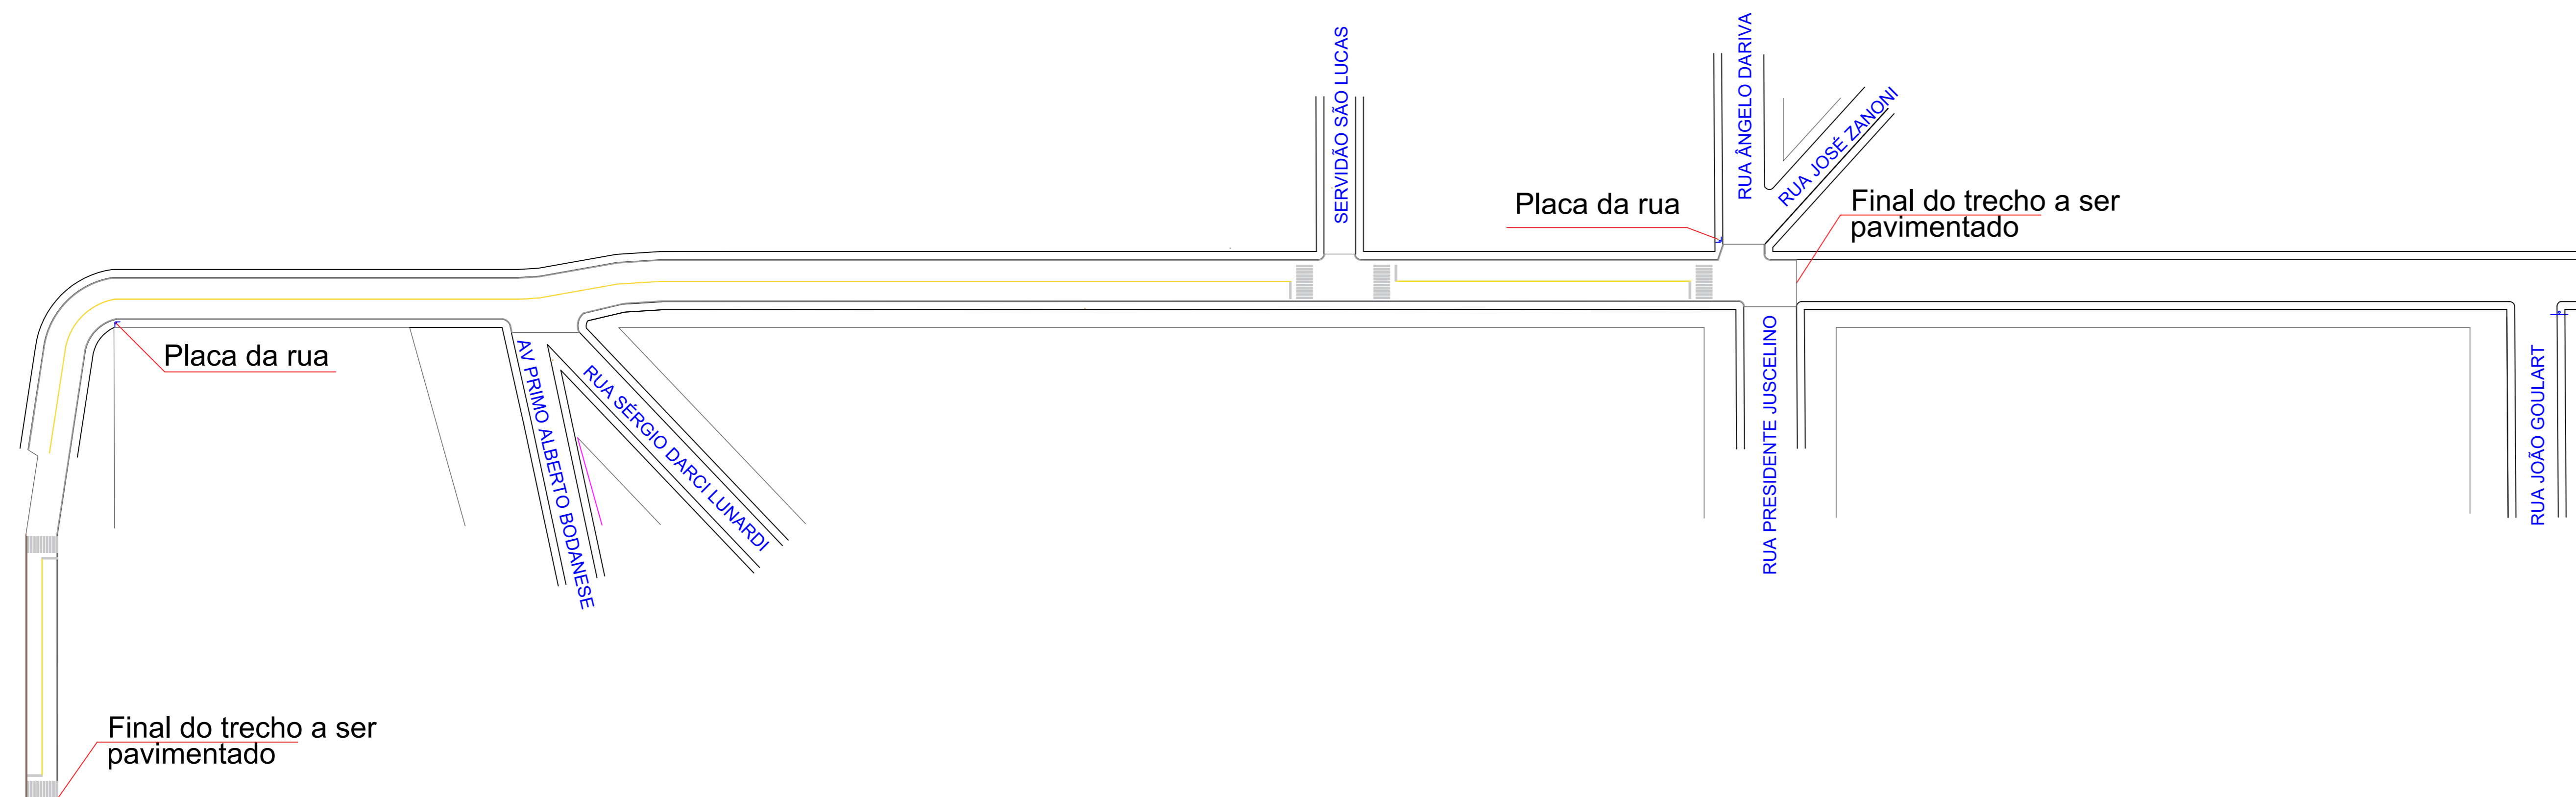 SERVIDÃO SÃO LUCAS
RUA ÂNGELO DARIVA
RUA JOSÉ ZANONI
Placa da rua
Final do trecho a ser
pavimentado
Placa da rua
AV PRIMO ALBERTO BODANESE
RUA SÉRGIO DARCI LUNARDI
RUA PRESIDENTE JUSCELINO
RUA JOÃO GOULART
Final do trecho a ser
pavimentado